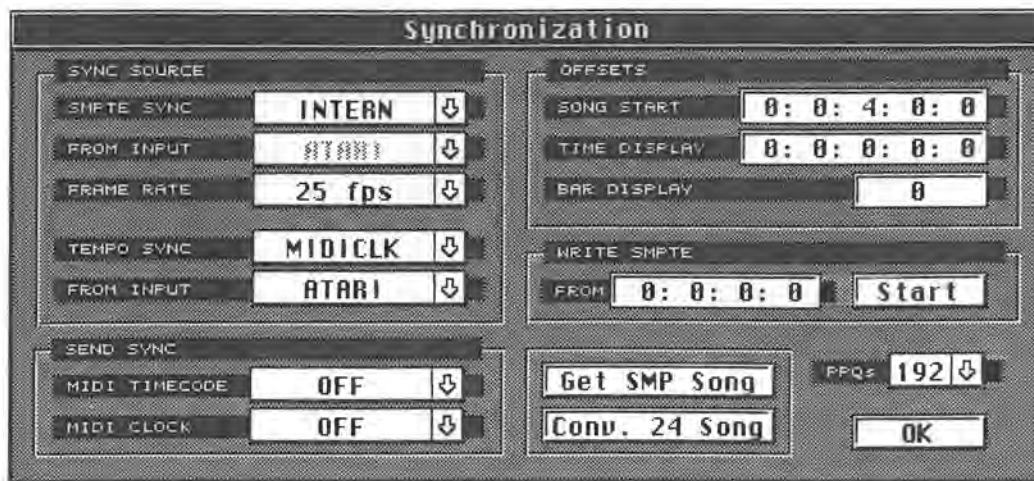 Synchronization
SYNC SOURCE
SMPTE SYNC INTERN
FROM INPUT ATARI
FRAME RATE 25 fps
TEMPO SYNC MIDICLK
FROM INPUT ATARI
SEND SYNC
MIDI TIMECODE OFF
MIDI CLOCK OFF
OFFSETS
SONG START 0: 0: 4: 0: 0
TIME DISPLAY 0: 0: 0: 0: 0
BAR DISPLAY 0
WRITE SMPTE
FROM 0: 0: 0: 0 Start
Get SMP Song
Conv. 24 Song
PPQs 192
OK